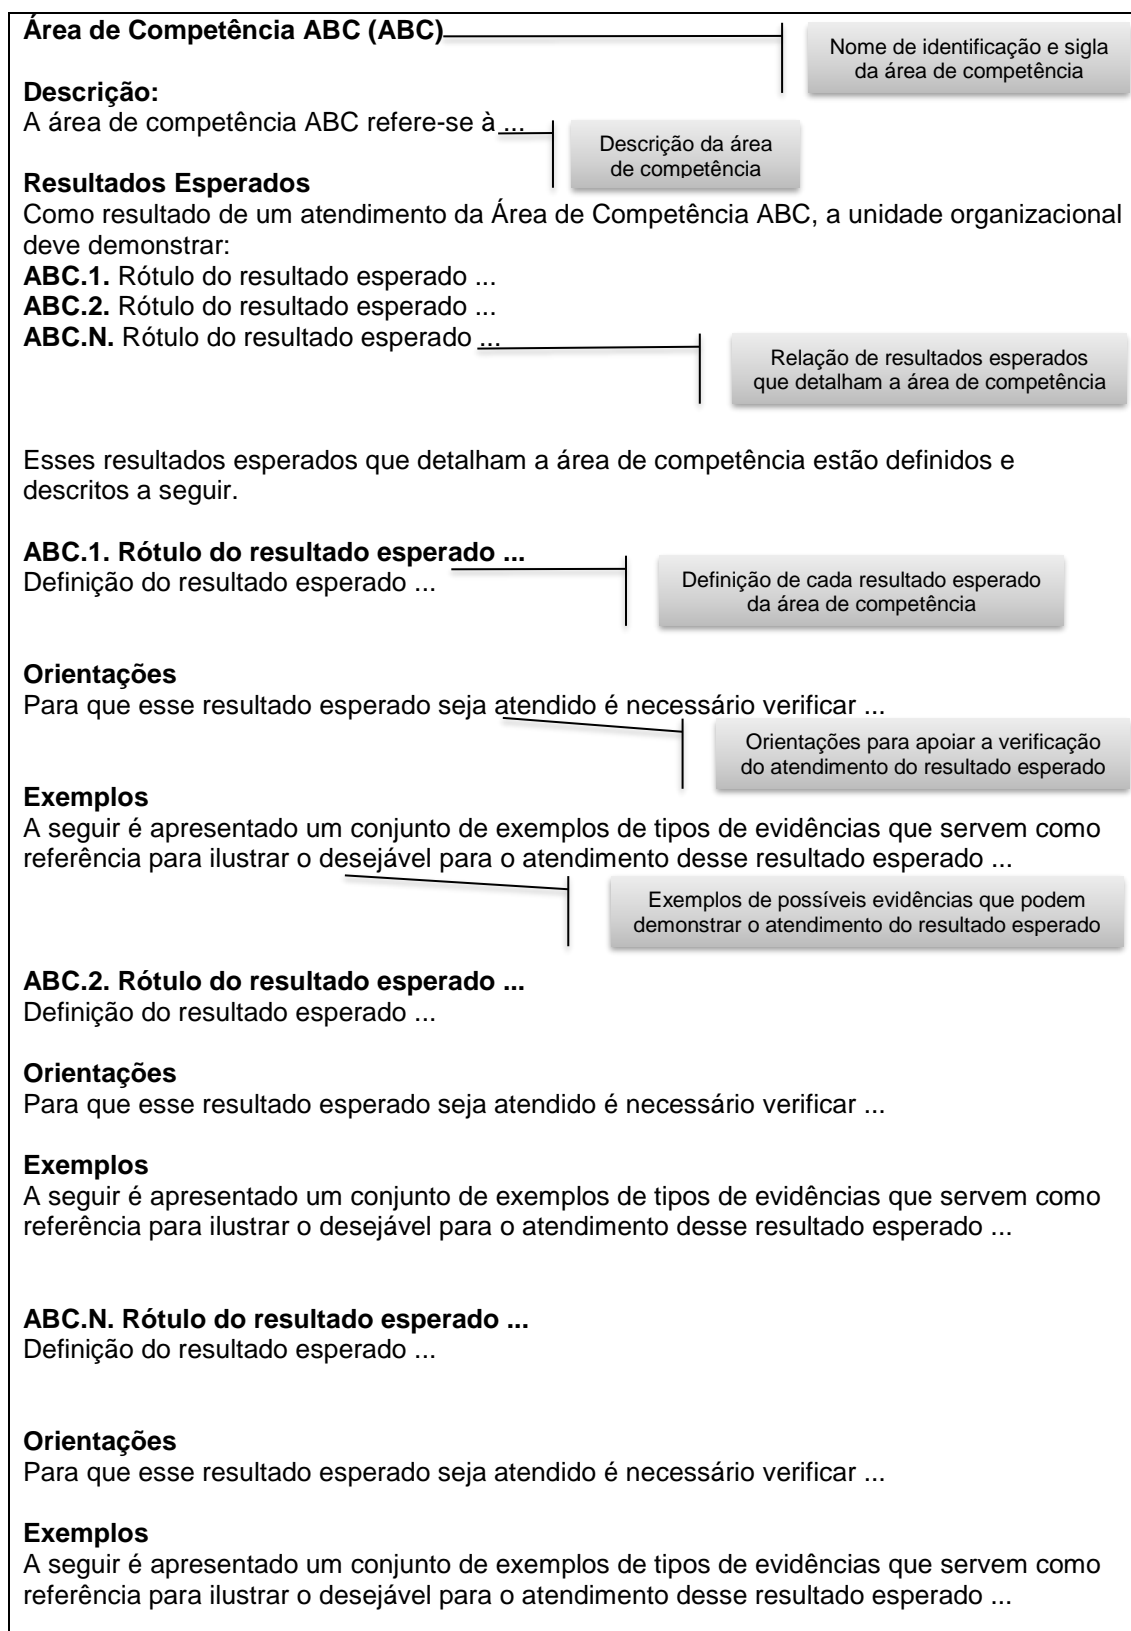 Área de Competência ABC (ABC)
Nome de identificação e sigla
da área de competência
Descrição:
A área de competência ABC refere-se à ...
Descrição da área
de competência
Resultados Esperados
Como resultado de um atendimento da Área de Competência ABC, a unidade organizacional
deve demonstrar:
ABC.1. Rótulo do resultado esperado ...
ABC.2. Rótulo do resultado esperado ...
ABC.N. Rótulo do resultado esperado ...
Relação de resultados esperados
que detalham a área de competência
Esses resultados esperados que detalham a área de competência estão definidos e
descritos a seguir.
ABC.1. Rótulo do resultado esperado ...
Definição do resultado esperado ...
Definição de cada resultado esperado
da área de competência
Orientações
Para que esse resultado esperado seja atendido é necessário verificar ...
Orientações para apoiar a verificação
do atendimento do resultado esperado
Exemplos
A seguir é apresentado um conjunto de exemplos de tipos de evidências que servem como
referência para ilustrar o desejável para o atendimento desse resultado esperado ...
Exemplos de possíveis evidências que podem
demonstrar o atendimento do resultado esperado
ABC.2. Rótulo do resultado esperado ...
Definição do resultado esperado ...
Orientações
Para que esse resultado esperado seja atendido é necessário verificar ...
Exemplos
A seguir é apresentado um conjunto de exemplos de tipos de evidências que servem como
referência para ilustrar o desejável para o atendimento desse resultado esperado ...
ABC.N. Rótulo do resultado esperado ...
Definição do resultado esperado ...
Orientações
Para que esse resultado esperado seja atendido é necessário verificar ...
Exemplos
A seguir é apresentado um conjunto de exemplos de tipos de evidências que servem como
referência para ilustrar o desejável para o atendimento desse resultado esperado ...